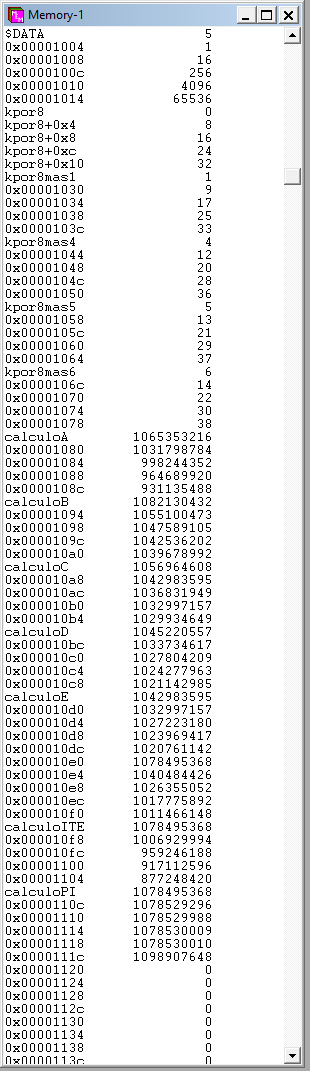 Memory-1
$DATA 5
0x00001004 1
0x00001008 16
0x0000100c 256
0x00001010 4096
0x00001014 65536
kpor8 0
kpor8+0x4 8
kpor8+0x8 16
kpor8+0xc 24
kpor8+0x10 32
kpor8mas1 1
0x00001030 9
0x00001034 17
0x00001038 25
0x0000103c 33
kpor8mas4 4
0x00001044 12
0x00001048 20
0x0000104c 28
0x00001050 36
kpor8mas5 5
0x00001058 13
0x0000105c 21
0x00001060 29
0x00001064 37
kpor8mas6 6
0x0000106c 14
0x00001070 22
0x00001074 30
0x00001078 38
calculoA 1065353216
0x00001080 1031798784
0x00001084 998244352
0x00001088 964689920
0x0000108c 931135488
calculoB 1082130432
0x00001094 1055100473
0x00001098 1047589105
0x0000109c 1042536202
0x000010a0 1039678992
calculoC 1056964608
0x000010a8 1042983595
0x000010ac 1036831949
0x000010b0 1032997157
0x000010b4 1029934649
calculoD 1045220557
0x000010bc 1033734617
0x000010c0 1027804209
0x000010c4 1024277963
0x000010c8 1021142985
calculoE 1042983595
0x000010d0 1032997157
0x000010d4 1027223180
0x000010d8 1023969417
0x000010dc 1020761142
0x000010e0 1078495368
0x000010e4 1040484426
0x000010e8 1026355052
0x000010ec 1017775892
0x000010f0 1011466148
calculoITE 1078495368
0x000010f8 1006929994
0x000010fc 959246188
0x00001100 917112596
0x00001104 877248420
calculoPI 1078495368
0x0000110c 1078529296
0x00001110 1078529988
0x00001114 1078530009
0x00001118 1078530010
0x0000111c 1098907648
0x00001120 0
0x00001124 0
0x00001128 0
0x0000112c 0
0x00001130 0
0x00001134 0
0x00001138 0
0x0000113c 0